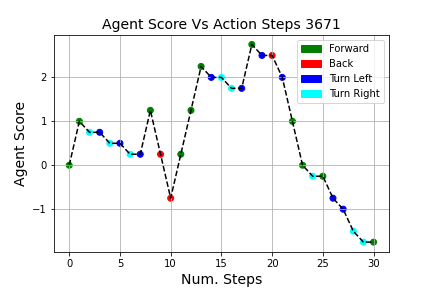 Agent Score Vs Action Steps 3671
Forward
Back
Turn Left
Turn Right
Agent Score
2
1
0
−1
0
5
10
15
20
25
30
Num. Steps